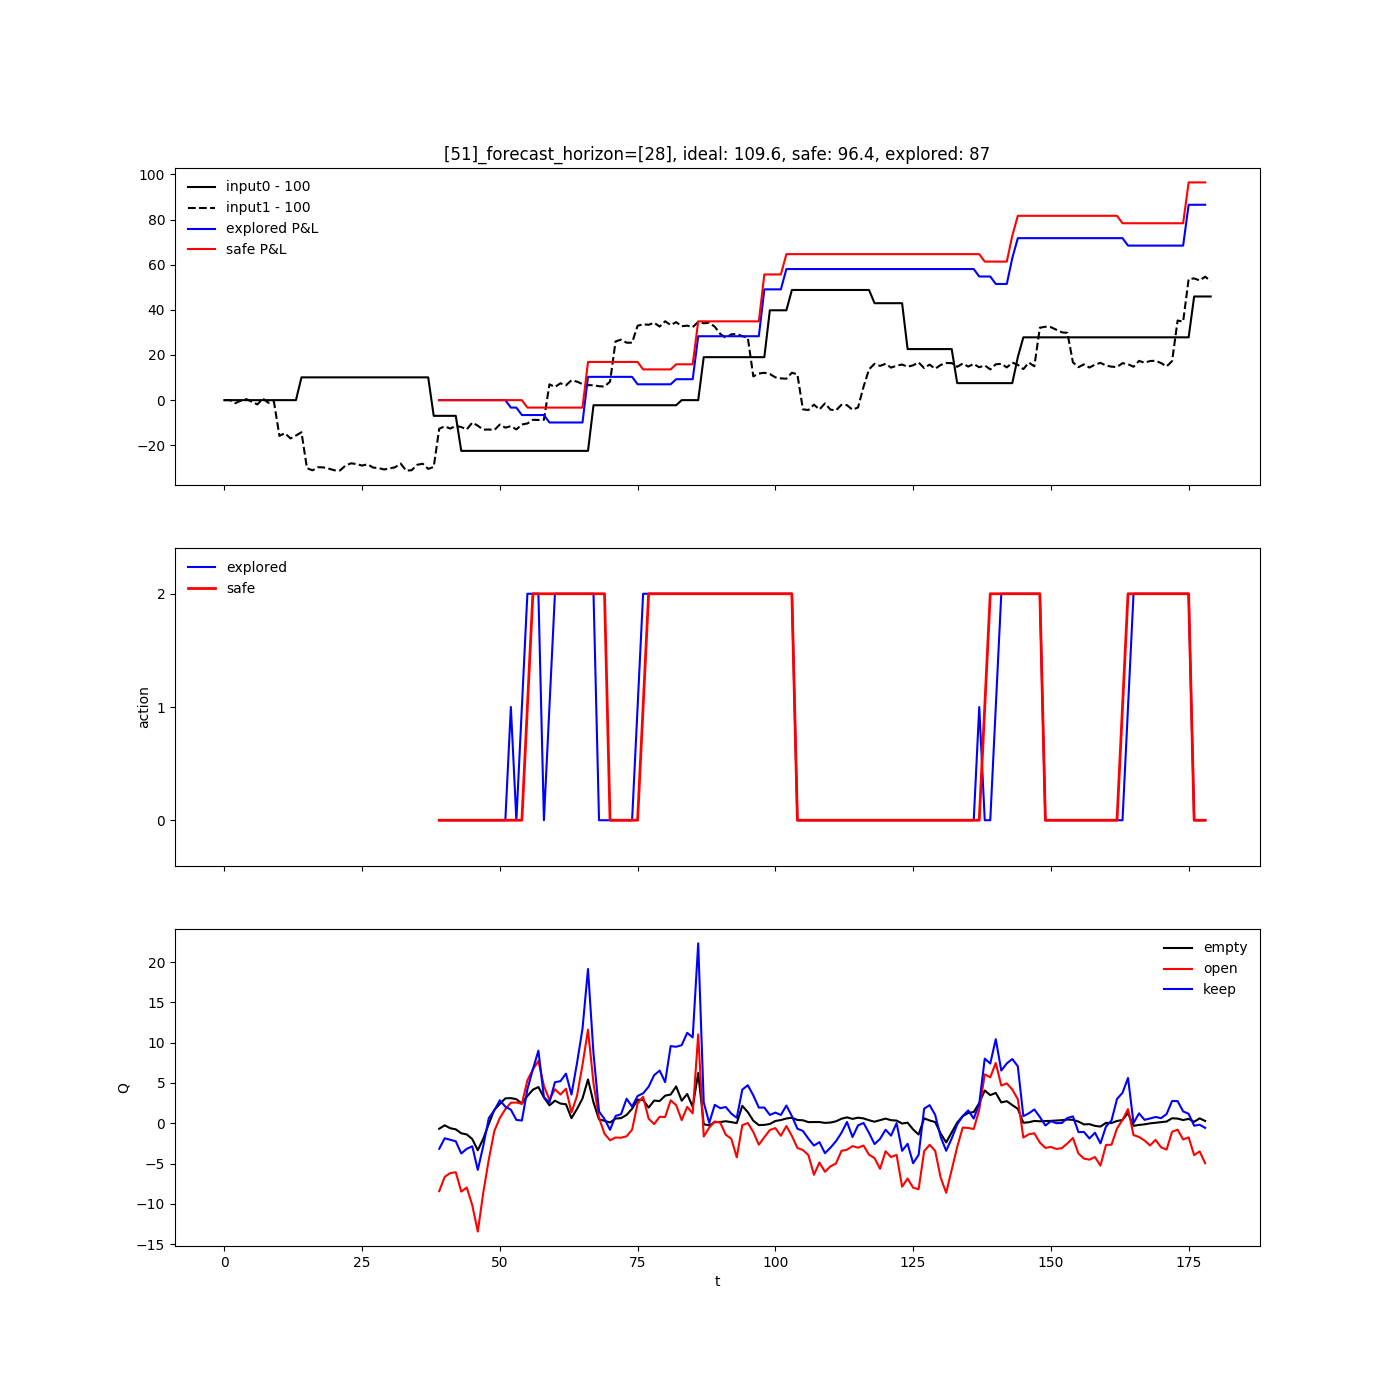 [51]_forecast_horizon=[28], ideal: 109.6, safe: 96.4, explored: 87
100
80
60
40
20
0
−20
input0 - 100
input1 - 100
explored P&L
safe P&L
action
2
1
0
explored
safe
Q
20
15
10
5
0
−5
−10
−15
empty
open
keep
0 25 50 75 100 125 150 175
t